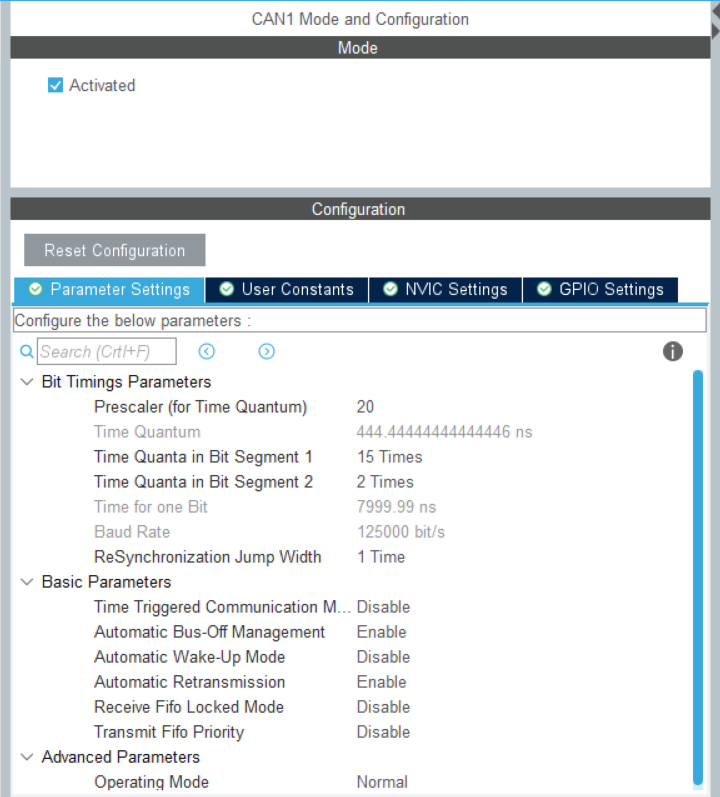 CAN1 Mode and Configuration
Mode
Activated
Configuration
Reset Configuration
Parameter Settings User Constants NVIC Settings GPIO Settings
Configure the below parameters :
Search (Crtl+F)
Bit Timings Parameters
Prescaler (for Time Quantum) 20
Time Quantum 444.44444444444446 ns
Time Quanta in Bit Segment 1 15 Times
Time Quanta in Bit Segment 2 2 Times
Time for one Bit 7999.99 ns
Baud Rate 125000 bit/s
ReSynchronization Jump Width 1 Time
Basic Parameters
Time Triggered Communication M... Disable
Automatic Bus-Off Management Enable
Automatic Wake-Up Mode Disable
Automatic Retransmission Enable
Receive Fifo Locked Mode Disable
Transmit Fifo Priority Disable
Advanced Parameters
Operating Mode Normal